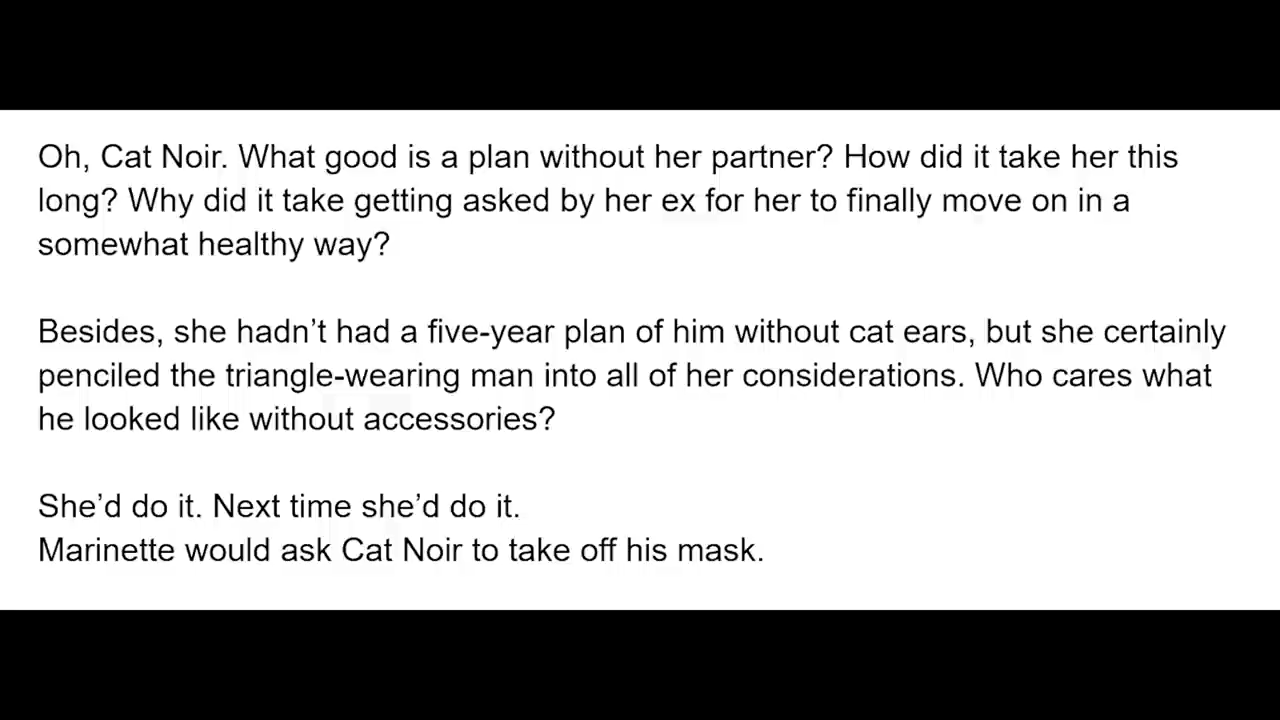 Oh, Cat Noir. What good is a plan without her partner? How did it take her this
long? Why did it take getting asked by her ex for her to finally move on in a
somewhat healthy way?
Besides, she hadn’t had a five-year plan of him without cat ears, but she certainly
penciled the triangle-wearing man into all of her considerations. Who cares what
he looked like without accessories?
She’d do it. Next time she’d do it.
Marinette would ask Cat Noir to take off his mask.